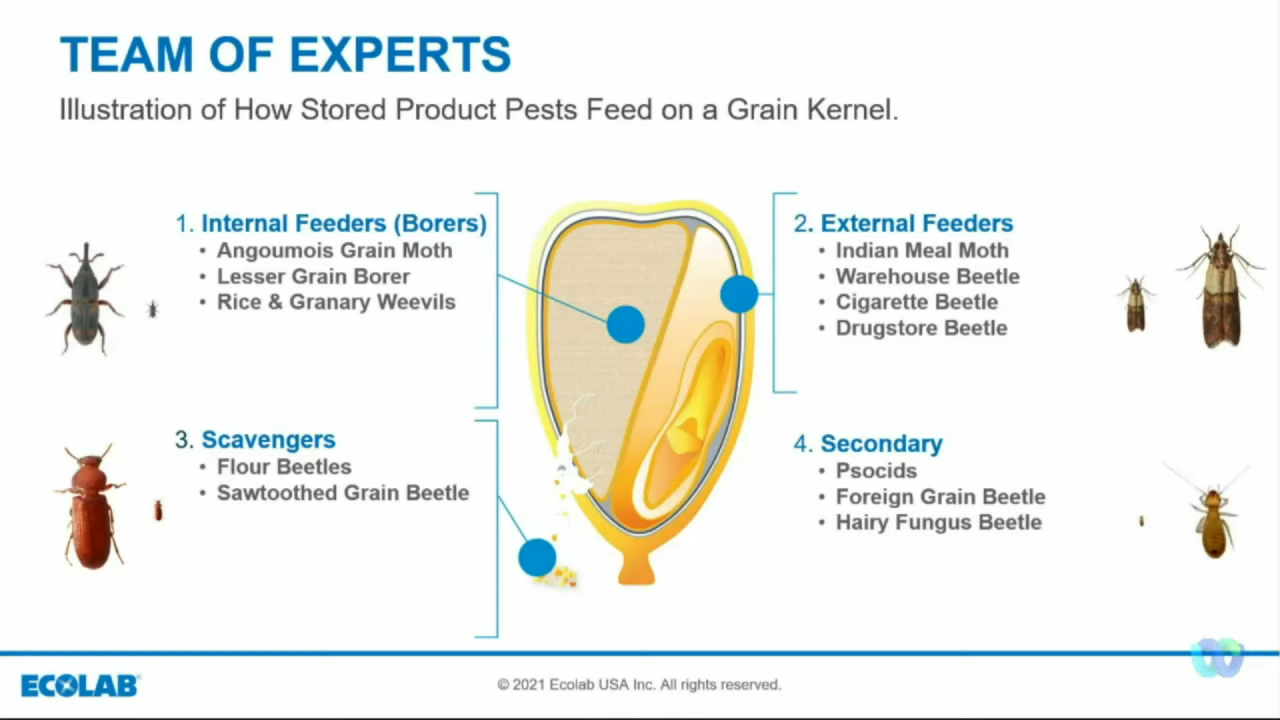 TEAM OF EXPERTS
Illustration of How Stored Product Pests Feed on a Grain Kernel.
1. Internal Feeders (Borers)
• Angoumois Grain Moth
• Lesser Grain Borer
• Rice & Granary Weevils
2. External Feeders
• Indian Meal Moth
• Warehouse Beetle
• Cigarette Beetle
• Drugstore Beetle
3. Scavengers
• Flour Beetles
• Sawtoothed Grain Beetle
4. Secondary
• Psocids
• Foreign Grain Beetle
• Hairy Fungus Beetle
ECOLAB®
© 2021 Ecolab USA Inc. All rights reserved.